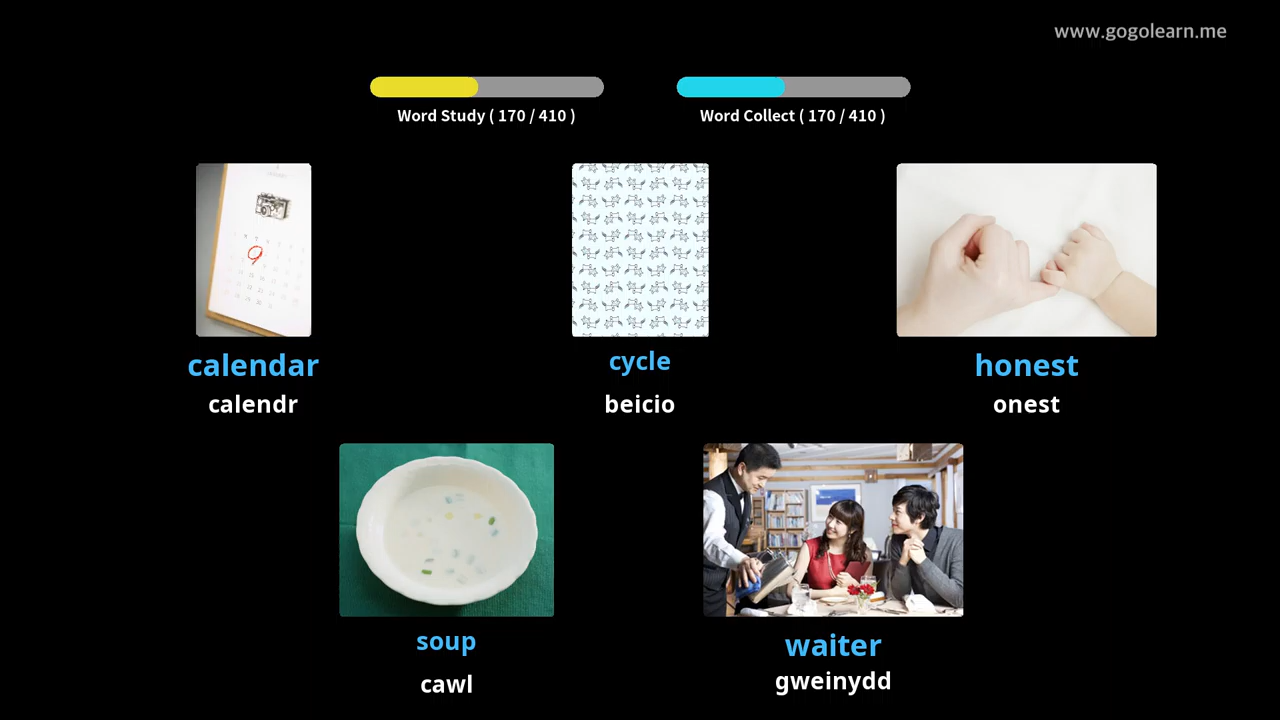 www.gogolearn.me
Word Study ( 170 / 410 )
Word Collect ( 170 / 410 )
calendar
calendr
cycle
beicio
honest
onest
soup
cawl
waiter
gweinydd